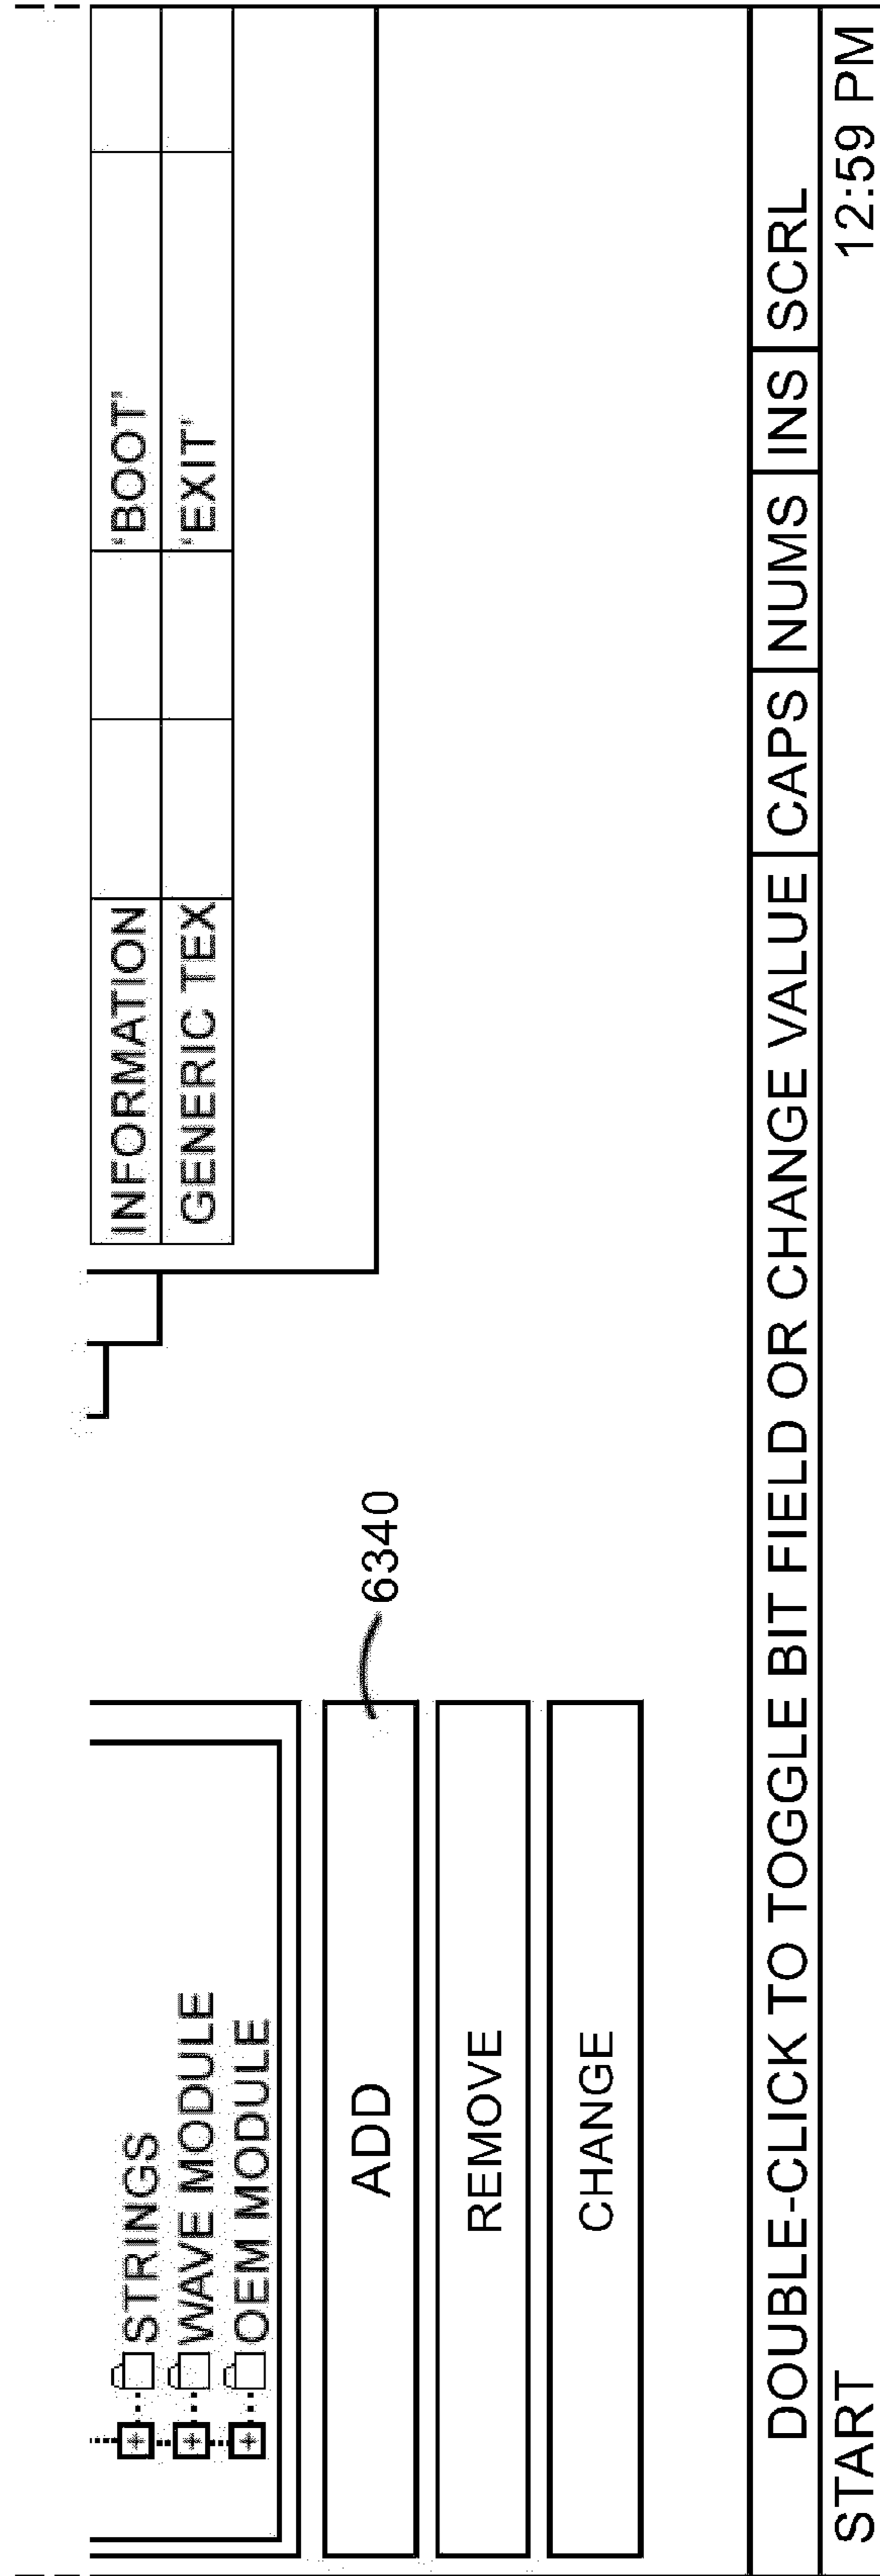 STRINGS
WAVE MODULE
OEM MODULE
INFORMATION 'BOOT'
GENERIC TEX 'EXIT'
6340
ADD
REMOVE
CHANGE
DOUBLE-CLICK TO TOGGLE BIT FIELD OR CHANGE VALUE CAPS NUMS INS SCRL
START 12:59 PM